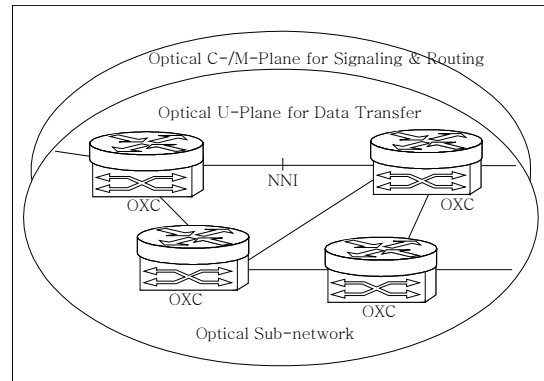 Optical C-/M-Plane for Signaling & Routing
Optical U-Plane for Data Transfer
NNI
OXC
OXC
OXC
OXC
Optical Sub-network